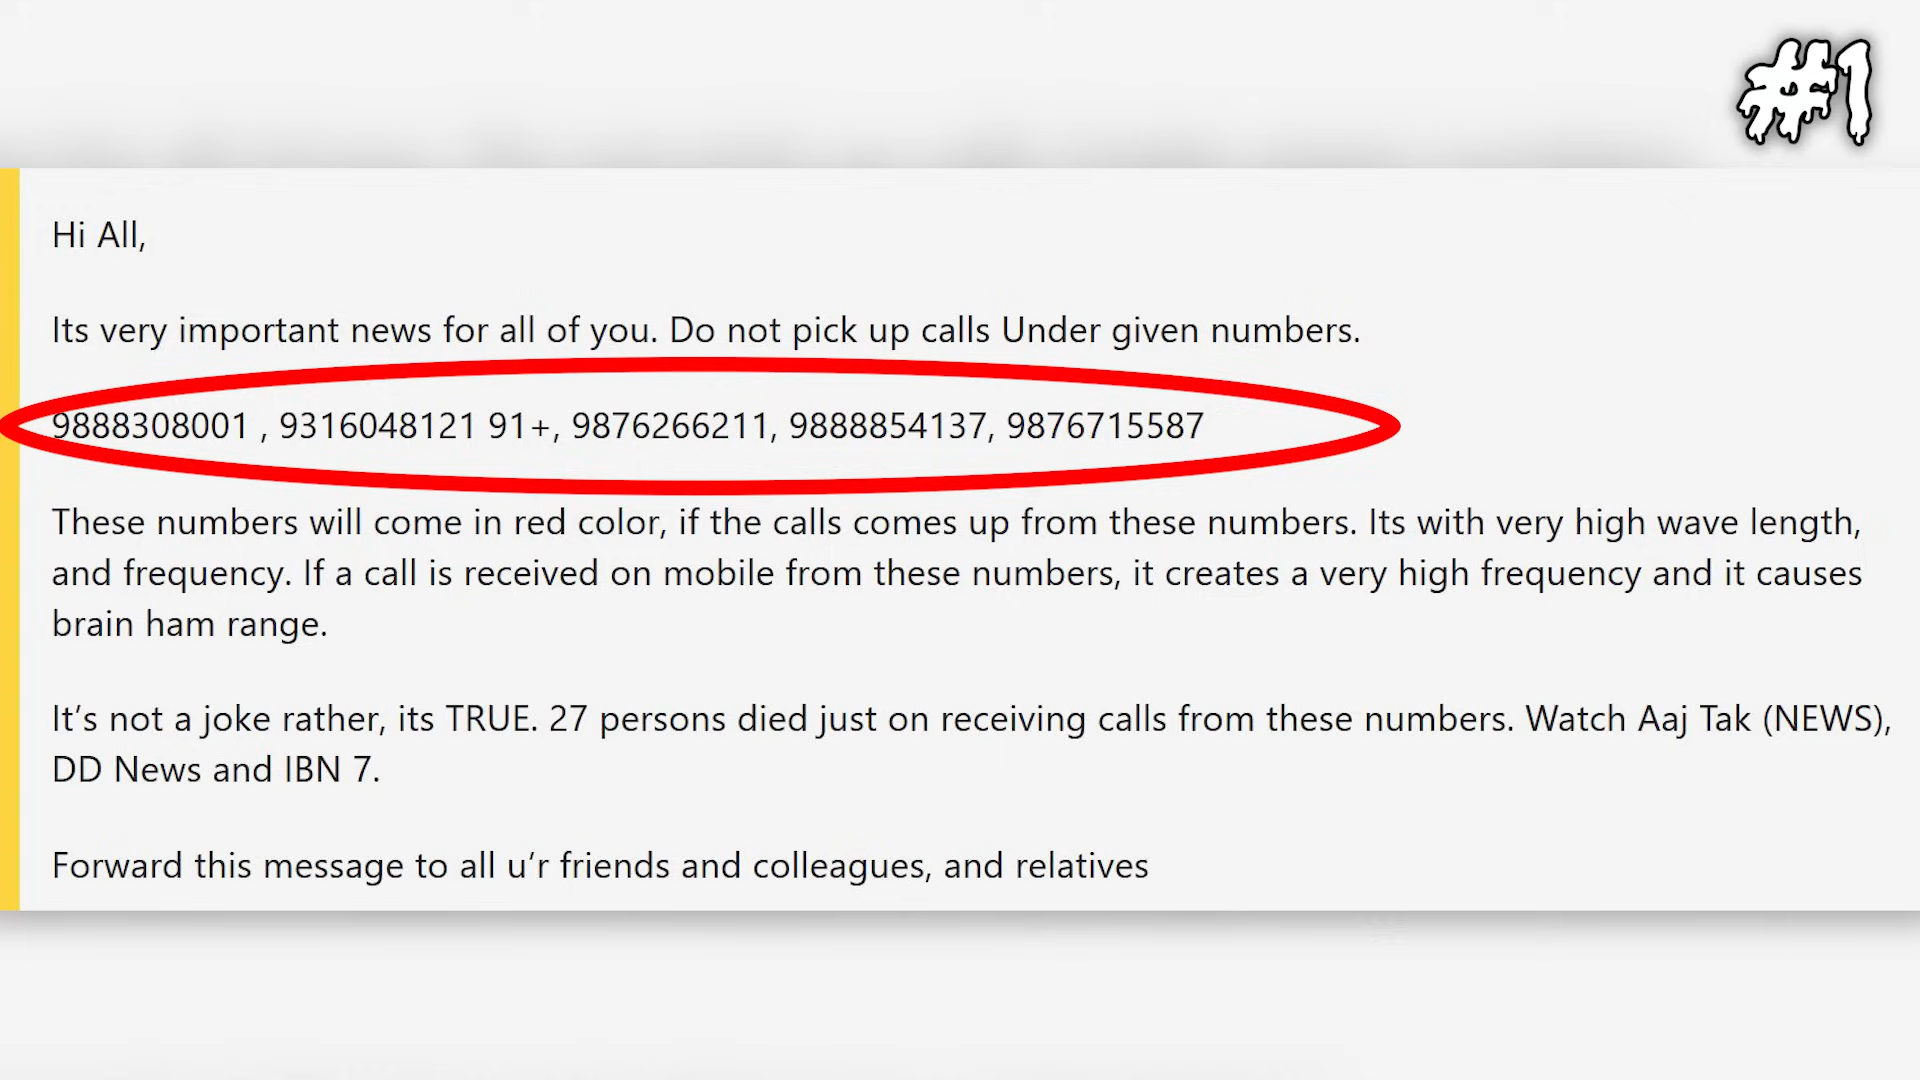 #1
Hi All,
Its very important news for all of you. Do not pick up calls Under given numbers.
9888308001 , 9316048121 91+, 9876266211, 9888854137, 9876715587
These numbers will come in red color, if the calls comes up from these numbers. Its with very high wave length,
and frequency. If a call is received on mobile from these numbers, it creates a very high frequency and it causes
brain ham range.
It’s not a joke rather, its TRUE. 27 persons died just on receiving calls from these numbers. Watch Aaj Tak (NEWS),
DD News and IBN 7.
Forward this message to all u’r friends and colleagues, and relatives